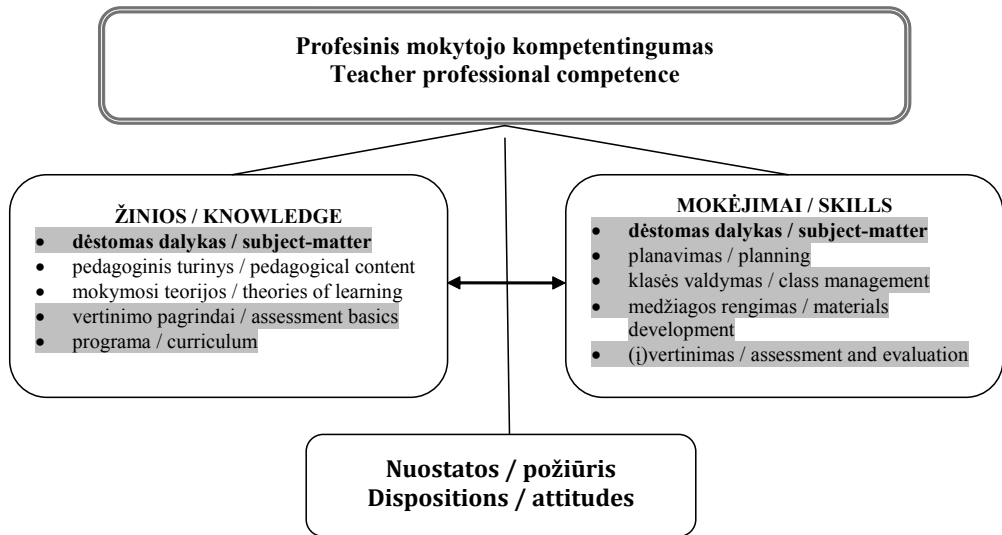 Profesinis mokytojo kompetentingumas
Teacher professional competence
ŽINIOS / KNOWLEDGE
• dėstomas dalykas / subject-matter
• pedagoginis turinys / pedagogical content
• mokymosi teorijos / theories of learning
• vertinimo pagrindai / assessment basics
• programa / curriculum
MOKĖJIMAI / SKILLS
• dėstomas dalykas / subject-matter
• planavimas / planning
• klasės valdymas / class management
• medžiagos rengimas / materials
development
• (į)vertinimas / assessment and evaluation
Nuostatos / požiūris
Dispositions / attitudes